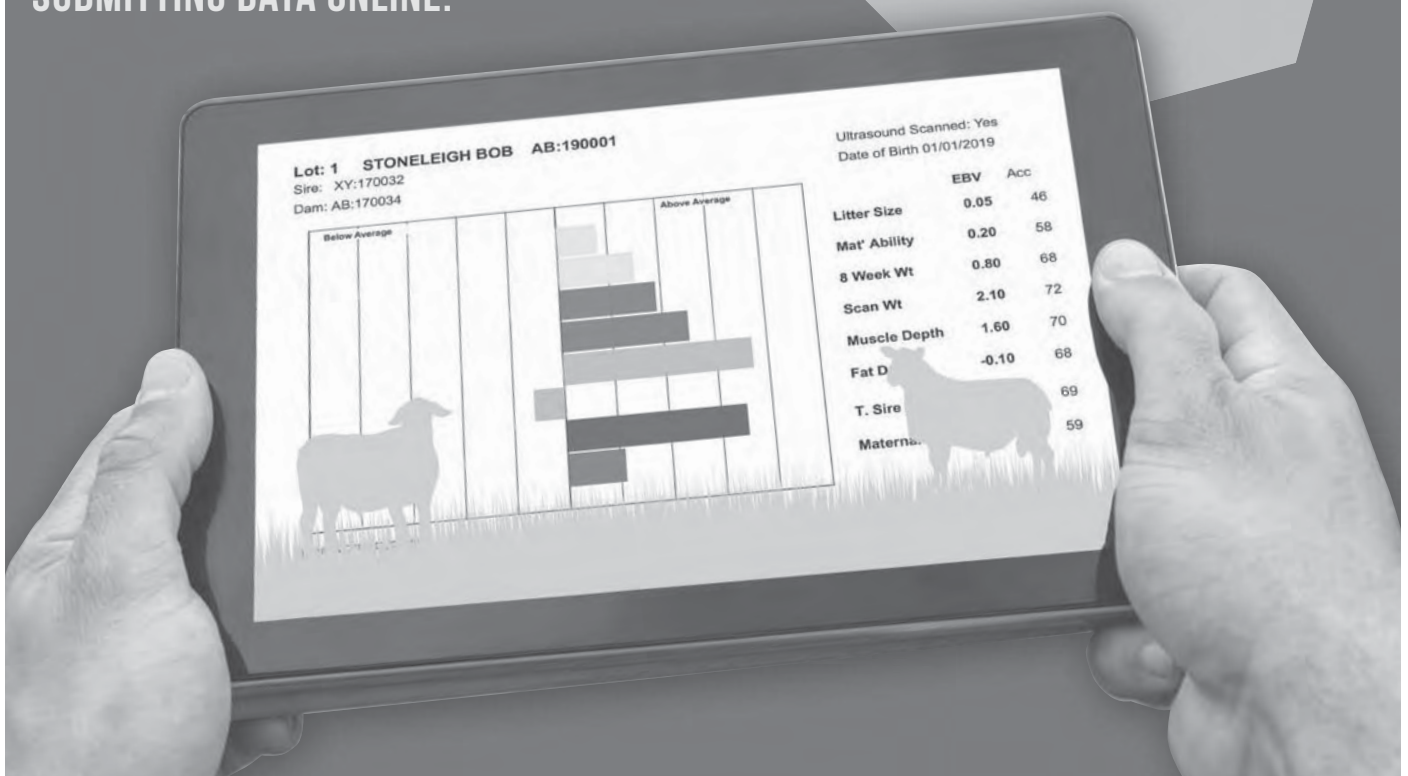 SUBMITTING DATA ONLINE.
Lot: 1 STONELEIGH BOB AB:190001
Sire: XY:170032
Dam: AB:170034
Below Average
Above Average
Ultrasound Scanned: Yes
Date of Birth 01/01/2019
EBV Acc
Litter Size 0.05 46
Mat' Ability 0.20 58
8 Week Wt 0.80 68
Scan Wt 2.10 72
Muscle Depth 1.60 70
Fat D -0.10 68
T. Sire 69
Materna 59